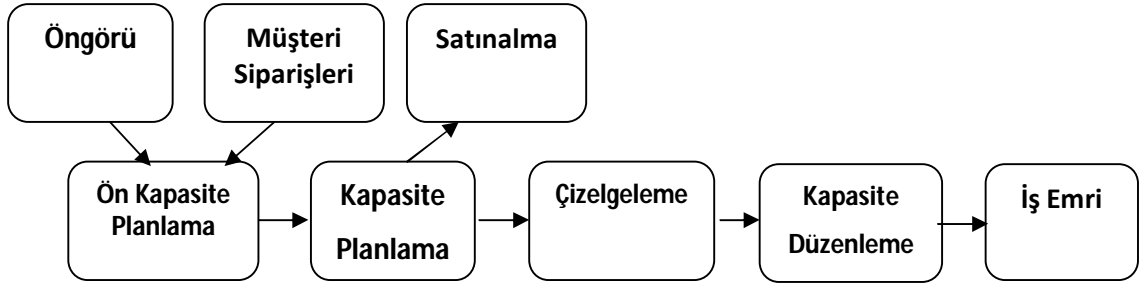 Öngörü
Müşteri
Siparişleri
Satınalma
Ön Kapasite
Planlama
Kapasite
Planlama
Çizelgeleme
Kapasite
Düzenleme
İş Emri